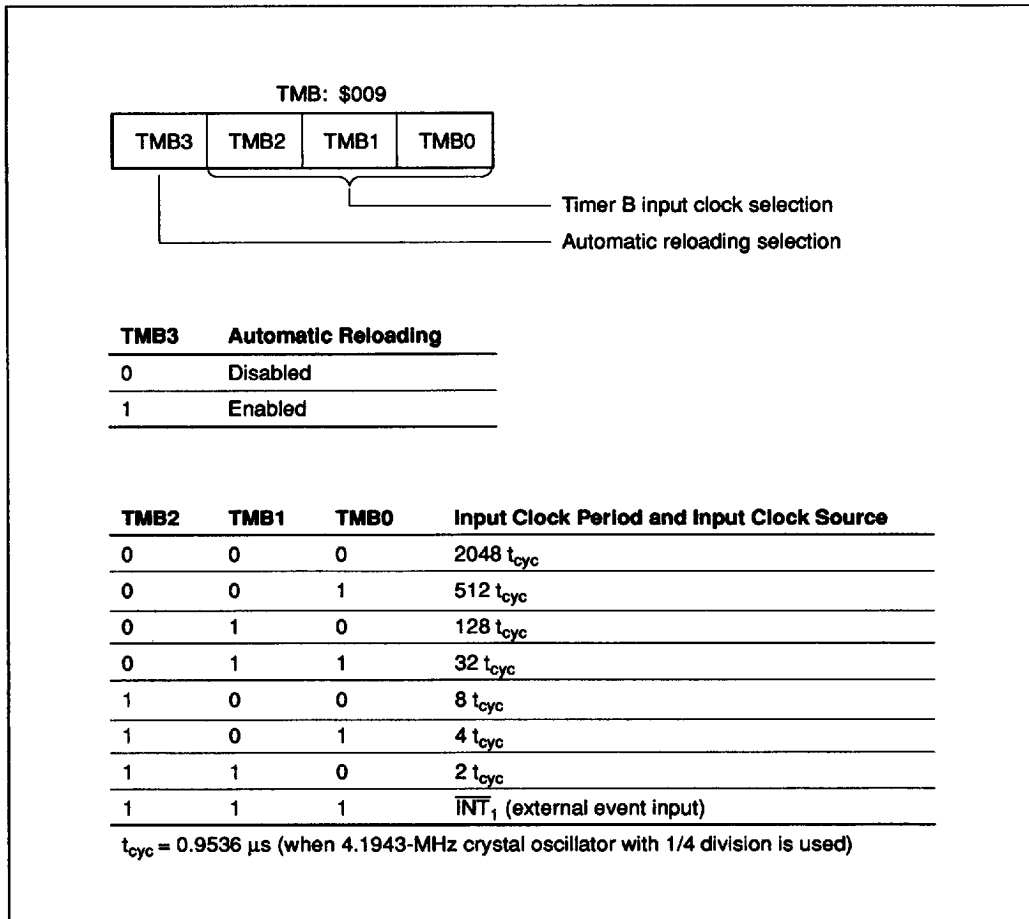 TMB: $009
TMB3 TMB2 TMB1 TMB0
Timer B input clock selection
Automatic reloading selection
TMB3 Automatic Reloading
0 Disabled
1 Enabled
TMB2 TMB1 TMB0 Input Clock Period and Input Clock Source
0 0 0 2048 tcyc
0 0 1 512 tcyc
0 1 0 128 tcyc
0 1 1 32 tcyc
1 0 0 8 tcyc
1 0 1 4 tcyc
1 1 0 2 tcyc
1 1 1 I̅N̅T̅1 (external event input)
tcyc = 0.9536 µs (when 4.1943-MHz crystal oscillator with 1/4 division is used)